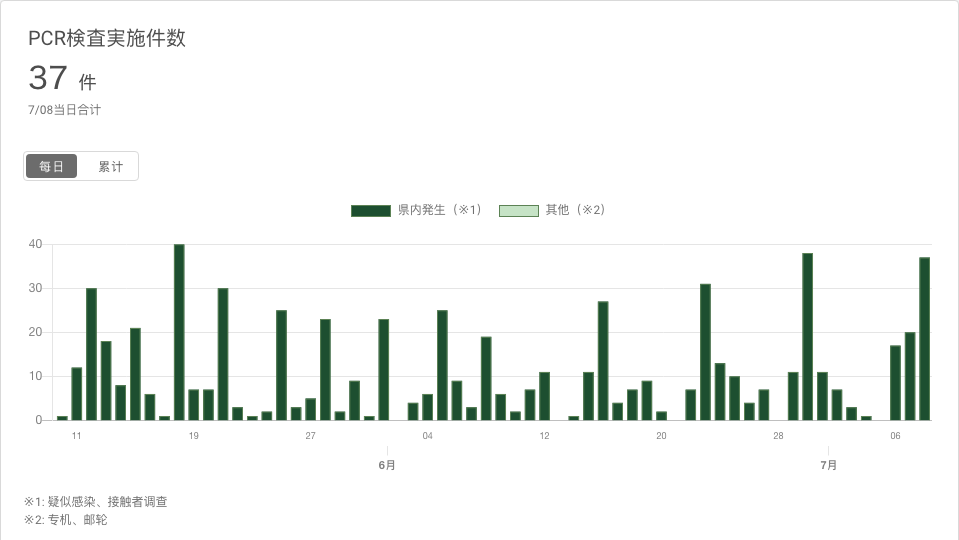 PCR検査実施件数
37 件
7/08当日合计
每日 累计
県内発生（※1） 其他（※2）
40
30
20
10
0
11 19 27 04 12 20 28 06
6月 7月
※1: 疑似感染、接触者调查
※2: 专机、邮轮